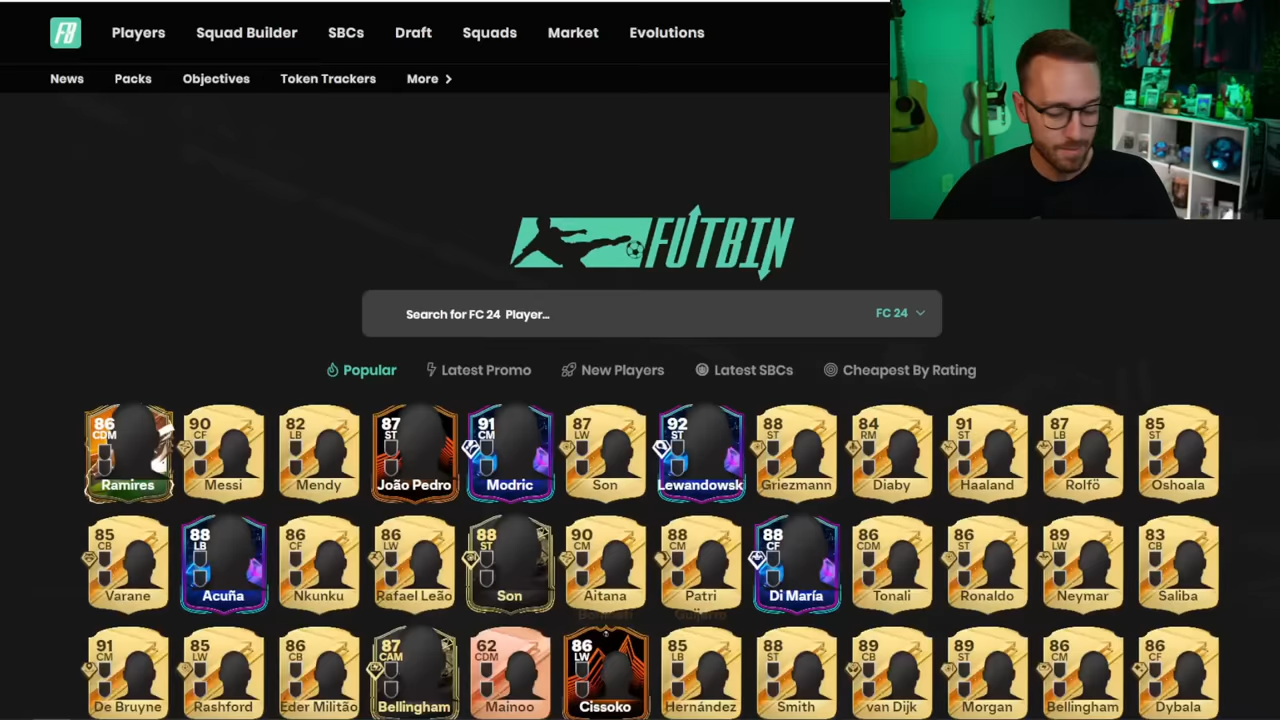 FB Players Squad Builder SBCs Draft Squads Market Evolutions
News Packs Objectives Token Trackers More
FUTBIN
Search for FC 24 Player... FC 24
Popular Latest Promo New Players Latest SBCs Cheapest By Rating
86 90 82 87 91 87 92 88 84 91 87 85
CDM CF LB ST CM LW ST ST RM ST LB ST
Ramires Messi Mendy João Pedro Modric Son Lewandowsk Griezmann Diaby Haaland Rolfö Oshoala
85 88 86 86 88 90 88 88 86 86 89 83
CB LB CF LW ST CM CM CF CDM ST LW CB
Varane Acuña Nkunku Rafael Leão Son Aitana Patri Di María Tonali Ronaldo Neymar Saliba
Bonmatí Guijarro
91 85 86 87 62 86 85 88 89 89 86 86
CM LW CB CAM CDM LW LB ST CB ST CM CF
De Bruyne Rashford Éder Militão Bellingham Mainoo Cissoko Hernández Smith van Dijk Morgan Bellingham Dybala